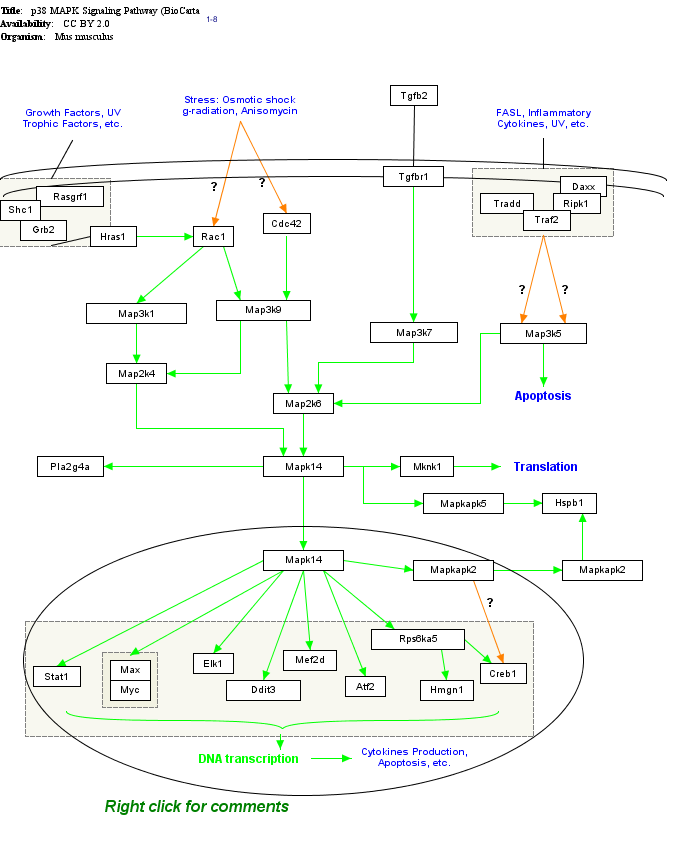 Title: p38 MAPK Signaling Pathway (BioCarta
1-8
Availability: CC BY 2.0
Organism: Mus musculus
Tgfb2
Stress: Osmotic shock
g-radiation, Anisomycin
Growth Factors, UV
Trophic Factors, etc.
FASL, Inflammatory
Cytokines, UV, etc.
Tgfbr1
?
?
Daxx
Rasgrf1
Tradd
Ripk1
Shc1
Traf2
Cdc42
Grb2
Hras1
Rac1
?
?
Map3k1
Map3k9
Map3k7
Map3k5
Map2k4
Apoptosis
Map2k6
Pla2g4a
Mapk14
Mknk1
Translation
Mapkapk5
Hspb1
Mapk14
Mapkapk2
Mapkapk2
?
Rps6ka5
Elk1
Mef2d
Max
Stat1
Creb1
Myc
Ddit3
Atf2
Hmgn1
DNA transcription
Cytokines Production,
Apoptosis, etc.
Right click for comments